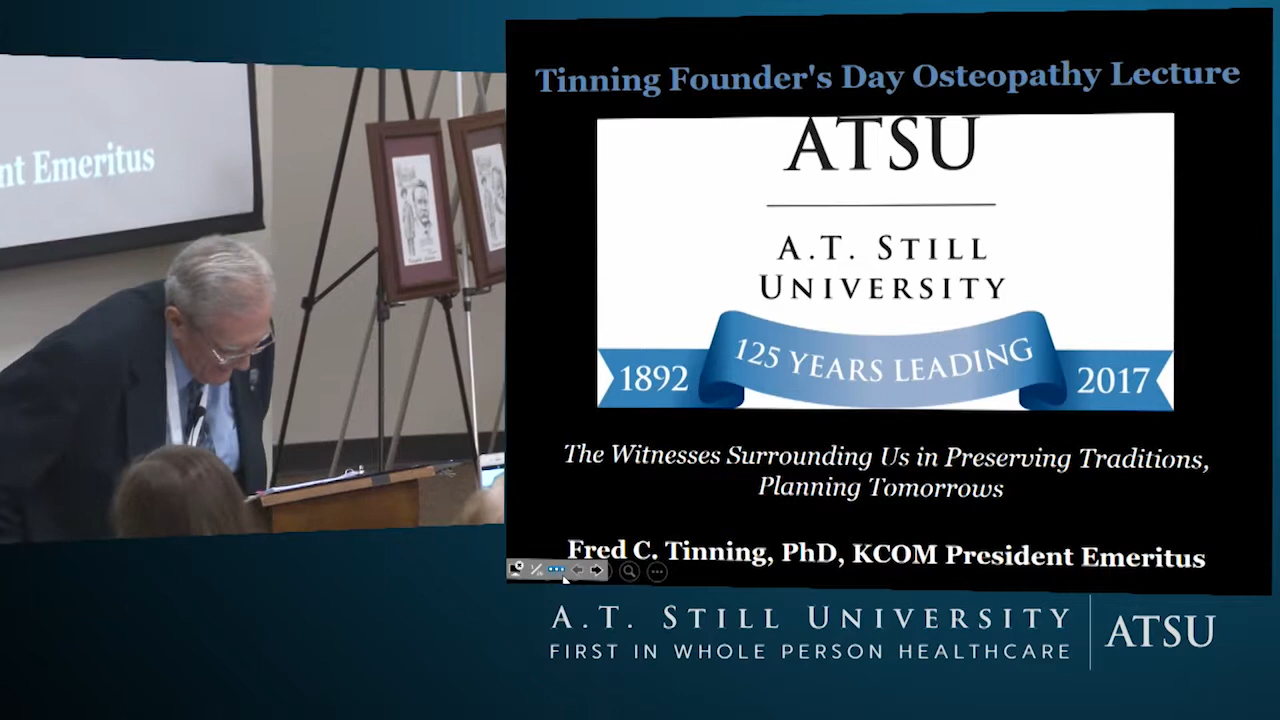 nt Emeritus
Tinning Founder's Day Osteopathy Lecture
ATSU
A.T. STILL
UNIVERSITY
125 YEARS LEADING
1892
2017
The Witnesses Surrounding Us in Preserving Traditions,
Planning Tomorrows
Fred C. Tinning, PhD, KCOM President Emeritus
A.T. STILL UNIVERSITY
FIRST IN WHOLE PERSON HEALTHCARE
ATSU